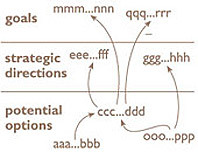 goals
mmm...nnn
qqq...rrr
strategic
directions
eee...fff
ggg...hhh
potential
options
ccc...ddd
aaa...bbb
ooo...ppp